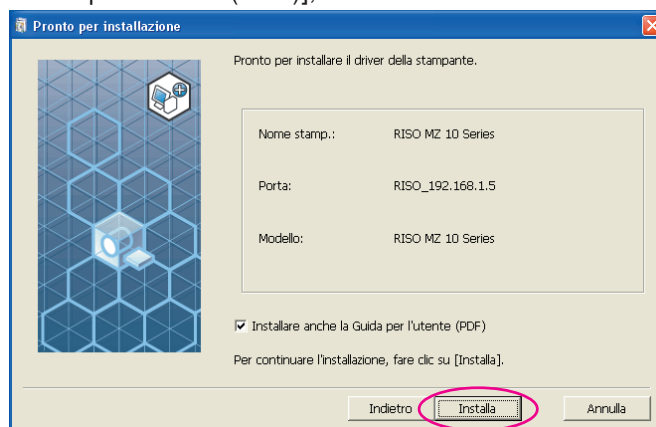 Pronto per installazione
Pronto per installare il driver della stampante.
Nome stamp.: RISO MZ 10 Series
Porta: RISO_192.168.1.5
Modello: RISO MZ 10 Series
Installare anche la Guida per l'utente (PDF)
Per continuare l'installazione, fare clic su [Installa].
Indietro Installa Annulla